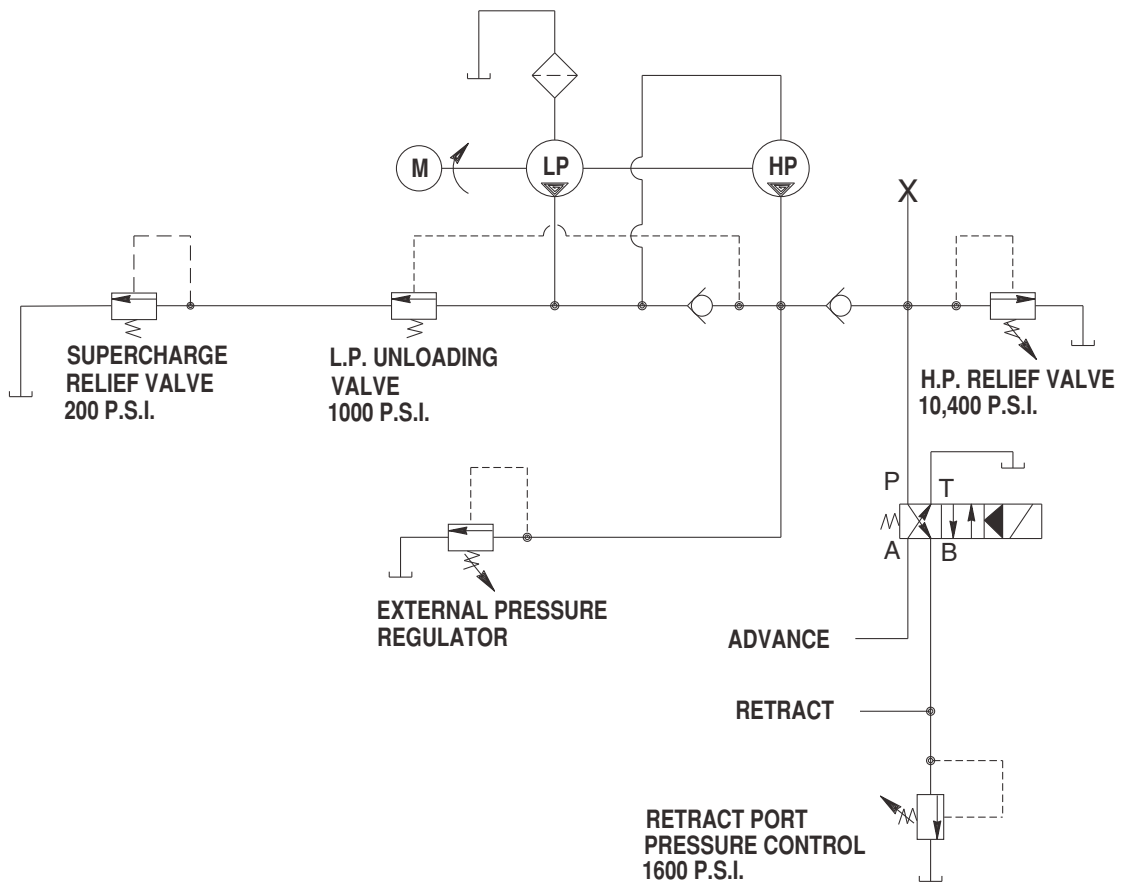 M
LP
HP
X
SUPERCHARGE
RELIEF VALVE
200 P.S.I.
L.P. UNLOADING
VALVE
1000 P.S.I.
H.P. RELIEF VALVE
10,400 P.S.I.
P
T
A
B
EXTERNAL PRESSURE
REGULATOR
ADVANCE
RETRACT
RETRACT PORT
PRESSURE CONTROL
1600 P.S.I.